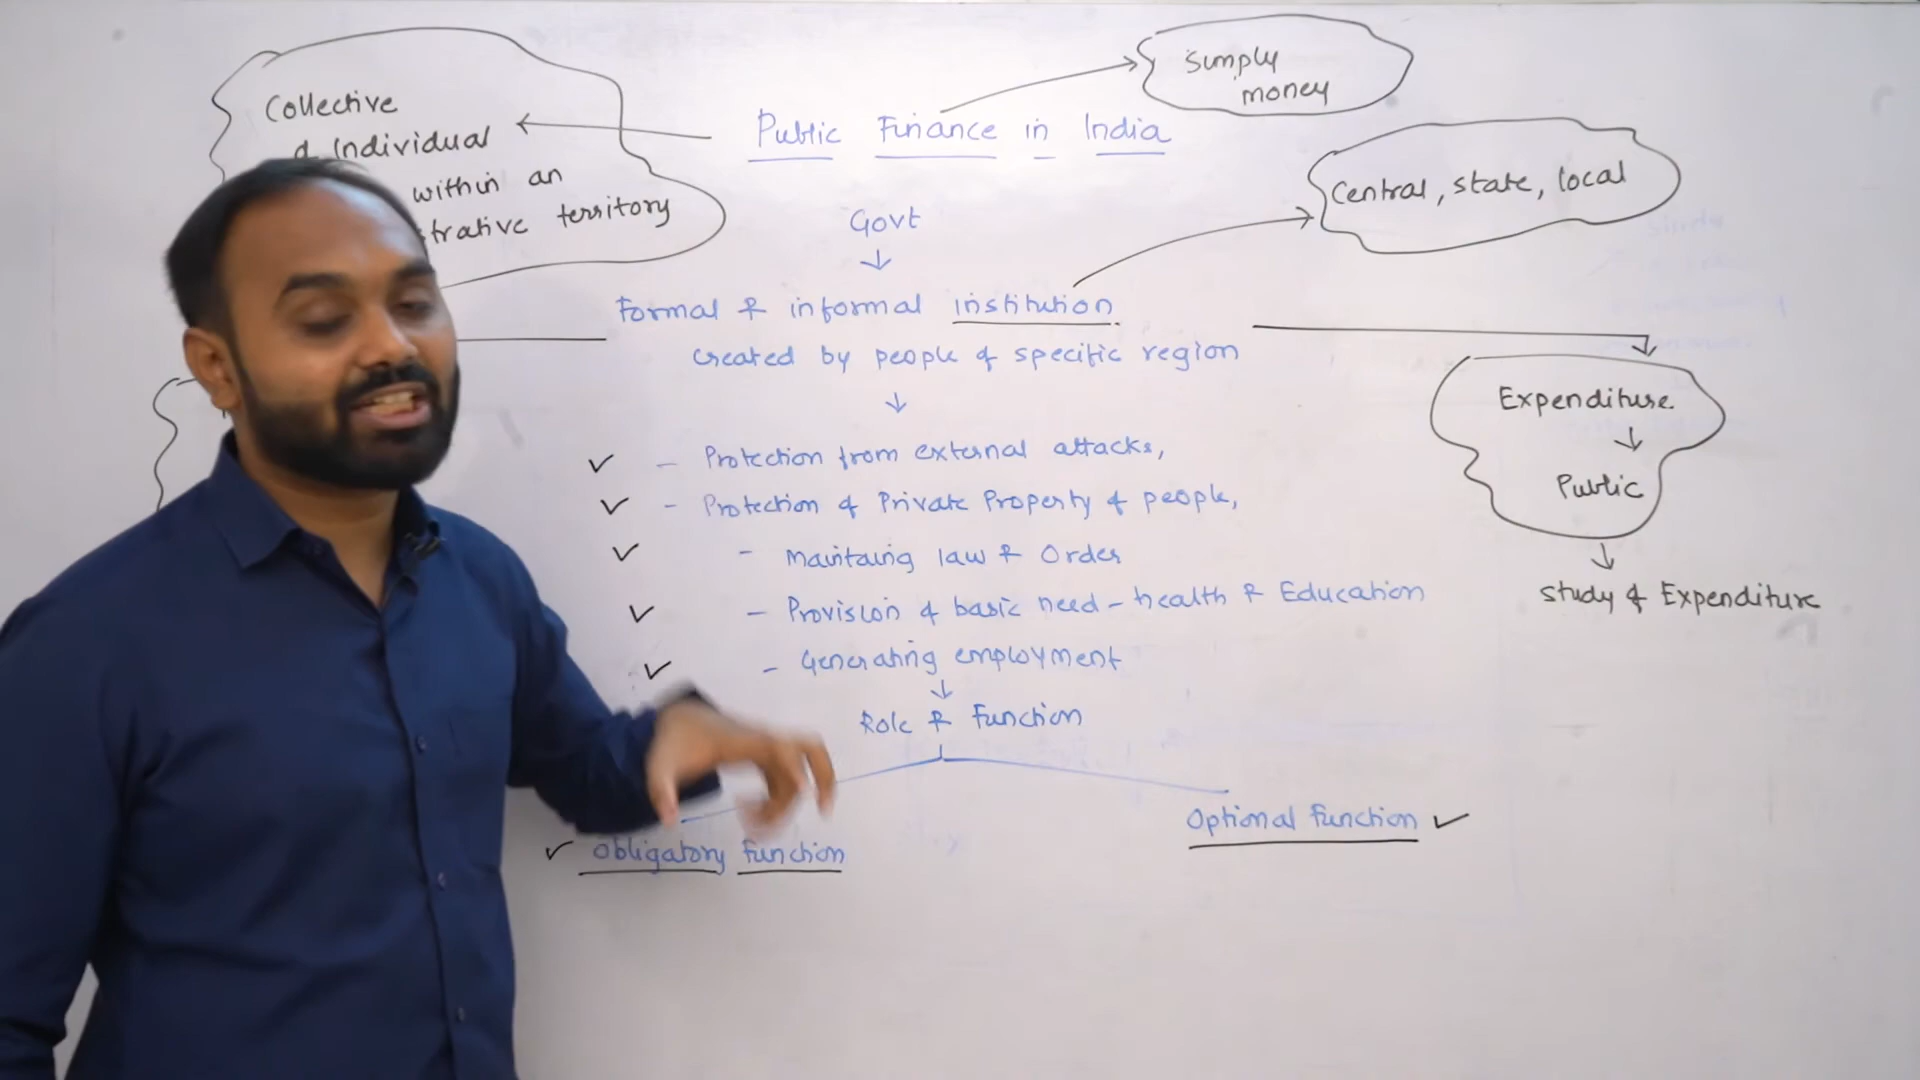 Collective
of Individual
within an
territory
Public Finance in India
Simply
money
Central, state, local
Govt
Formal & informal institution
created by people of specific region
- Protection from external attacks,
- Protection of Private Property of people,
- Maintaing law & Order
- Provision of basic need - health & Education
- Generating employment
Role & Function
Obligatory function
Optional function
Expenditure
Public
study of Expenditure